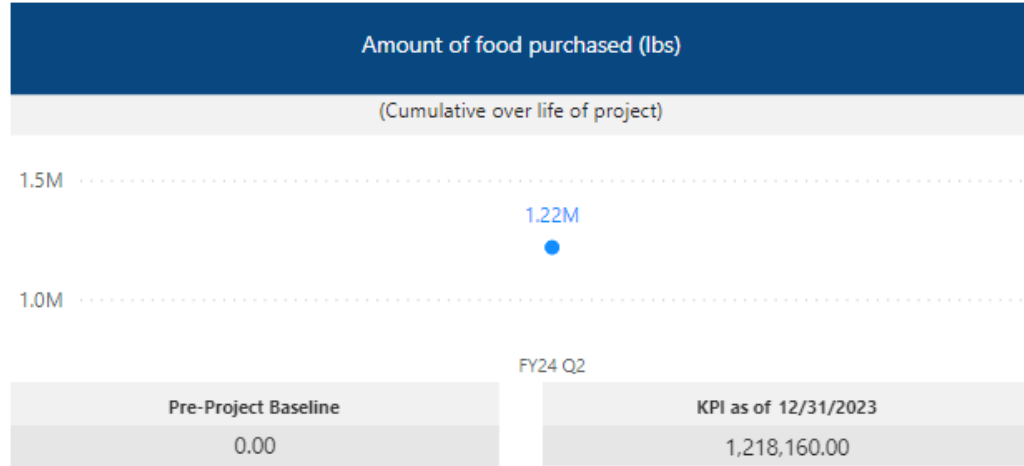 Amount of food purchased (lbs)
(Cumulative over life of project)
1.5M
1.22M
1.0M
FY24 Q2
Pre-Project Baseline
KPI as of 12/31/2023
0.00
1,218,160.00